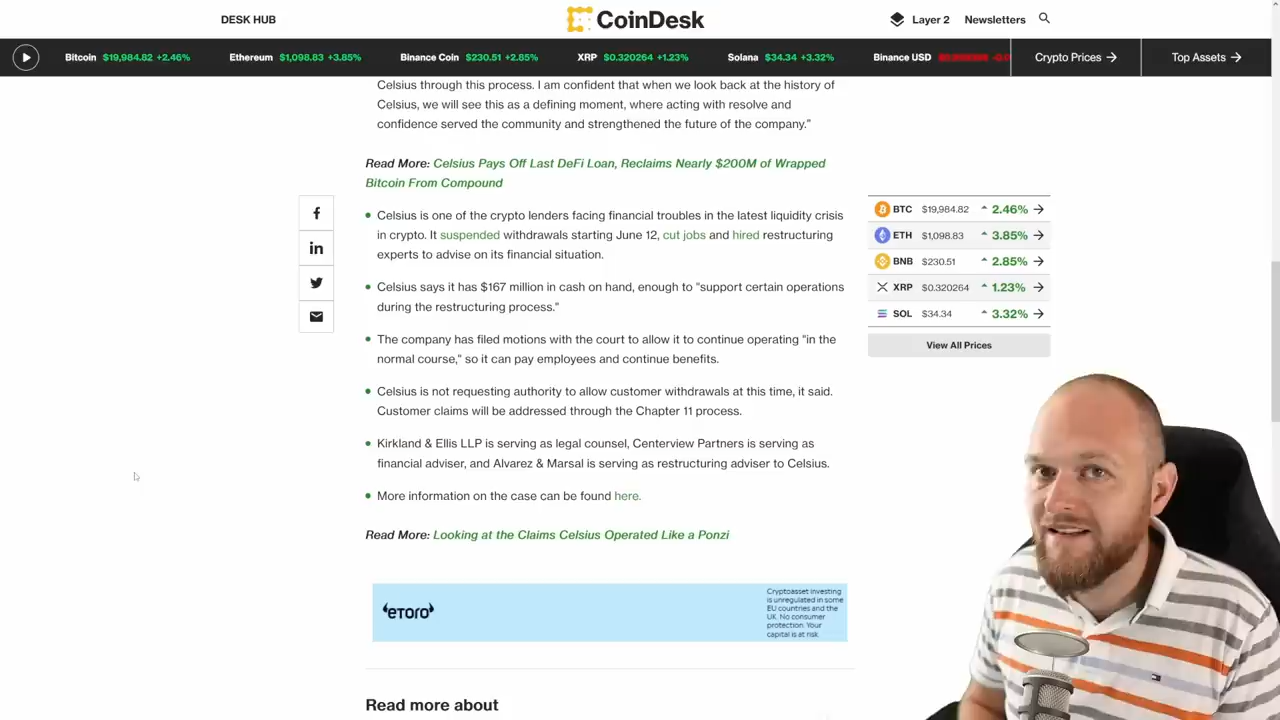 DESK HUB
CoinDesk
Layer 2
Newsletters
Bitcoin $19,984.82 +2.46%
Ethereum $1,098.83 +3.85%
Binance Coin $230.51 +2.85%
XRP $0.320264 +1.23%
Solana $34.34 +3.32%
Binance USD
Crypto Prices
Top Assets
Celsius through this process. I am confident that when we look back at the history of
Celsius, we will see this as a defining moment, where acting with resolve and
confidence served the community and strengthened the future of the company.”
Read More: Celsius Pays Off Last DeFi Loan, Reclaims Nearly $200M of Wrapped
Bitcoin From Compound
Celsius is one of the crypto lenders facing financial troubles in the latest liquidity crisis
in crypto. It suspended withdrawals starting June 12, cut jobs and hired restructuring
experts to advise on its financial situation.
Celsius says it has $167 million in cash on hand, enough to “support certain operations
during the restructuring process.”
The company has filed motions with the court to allow it to continue operating "in the
normal course,” so it can pay employees and continue benefits.
Celsius is not requesting authority to allow customer withdrawals at this time, it said.
Customer claims will be addressed through the Chapter 11 process.
Kirkland & Ellis LLP is serving as legal counsel, Centerview Partners is serving as
financial adviser, and Alvarez & Marsal is serving as restructuring adviser to Celsius.
More information on the case can be found here.
Read More: Looking at the Claims Celsius Operated Like a Ponzi
BTC $19,984.82 2.46%
ETH $1,098.83 3.85%
BNB $230.51 2.85%
XRP $0.320264 1.23%
SOL $34.34 3.32%
View All Prices
eToro
Cryptoasset investing
is unregulated in some
EU countries and the
UK. No consumer
protection. Your
capital is at risk.
Read more about